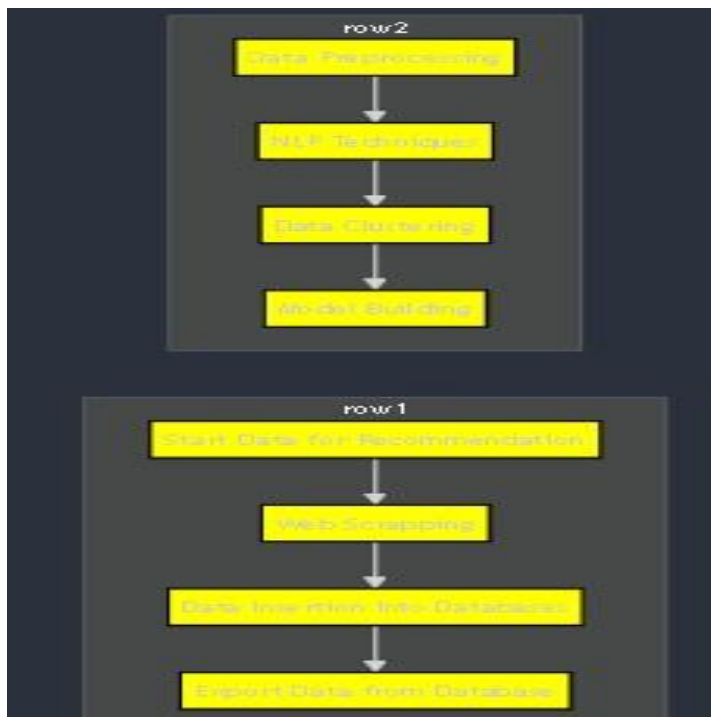 row2
Data Preprocessing
NLP Techniques
Data Clustering
Model Building
row1
Start Data for Recommendation
Web Scrapping
Data Insertion Into Databases
Export Data from Database